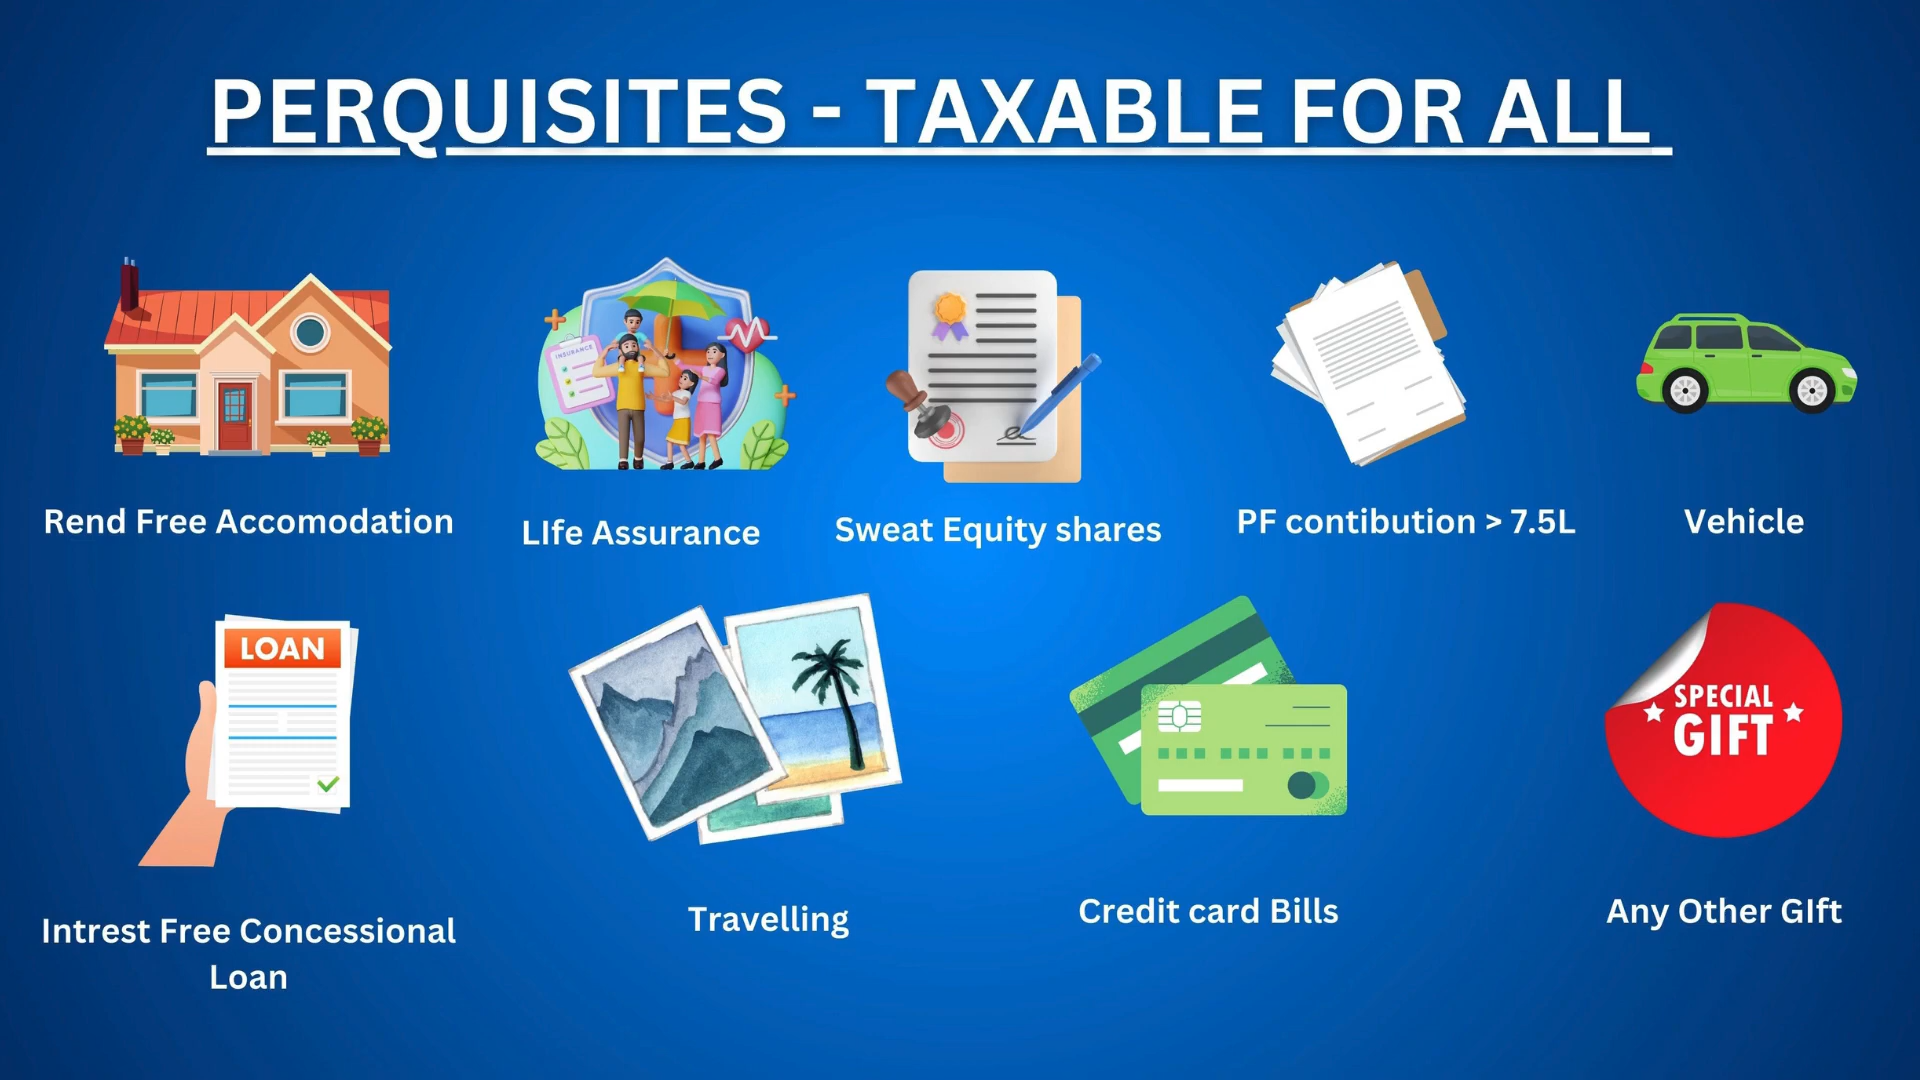 PERQUISITES - TAXABLE FOR ALL
INSURANCE
Rend Free Accomodation
LIfe Assurance
Sweat Equity shares
PF contibution > 7.5L
Vehicle
LOAN
SPECIAL
GIFT
Intrest Free Concessional
Loan
Travelling
Credit card Bills
Any Other GIft